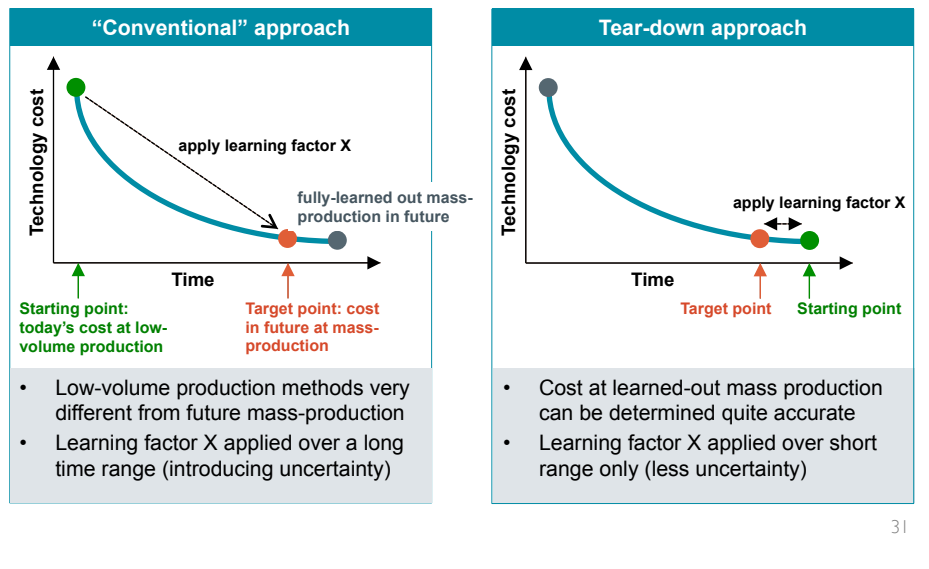 “Conventional” approach
Technology cost
apply learning factor X
fully-learned out mass-
production in future
Time
Starting point:
today’s cost at low-
volume production
Target point: cost
in future at mass-
production
• Low-volume production methods very
different from future mass-production
• Learning factor X applied over a long
time range (introducing uncertainty)
Tear-down approach
Technology cost
apply learning factor X
Time
Target point
Starting point
• Cost at learned-out mass production
can be determined quite accurate
• Learning factor X applied over short
range only (less uncertainty)
31